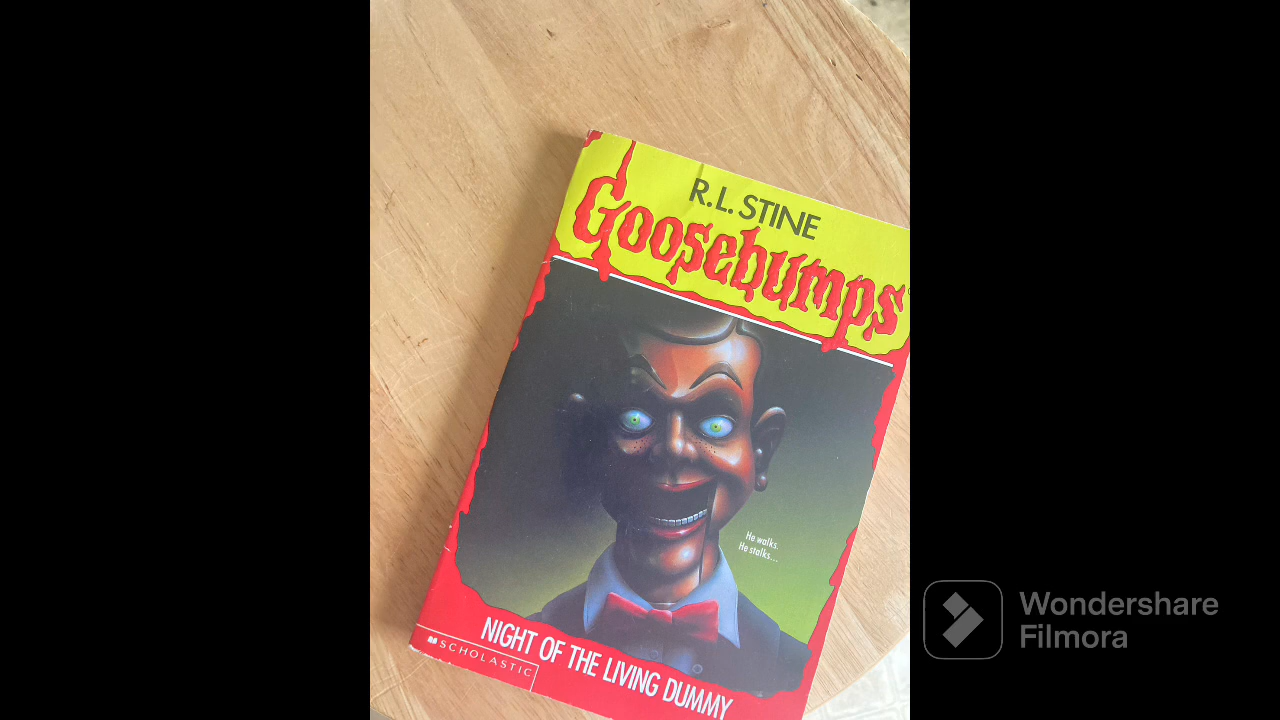 R.L. STINE
Goosebumps
He walks.
He stalks...
NIGHT OF THE LIVING DUMMY
SCHOLASTIC
Wondershare
Filmora